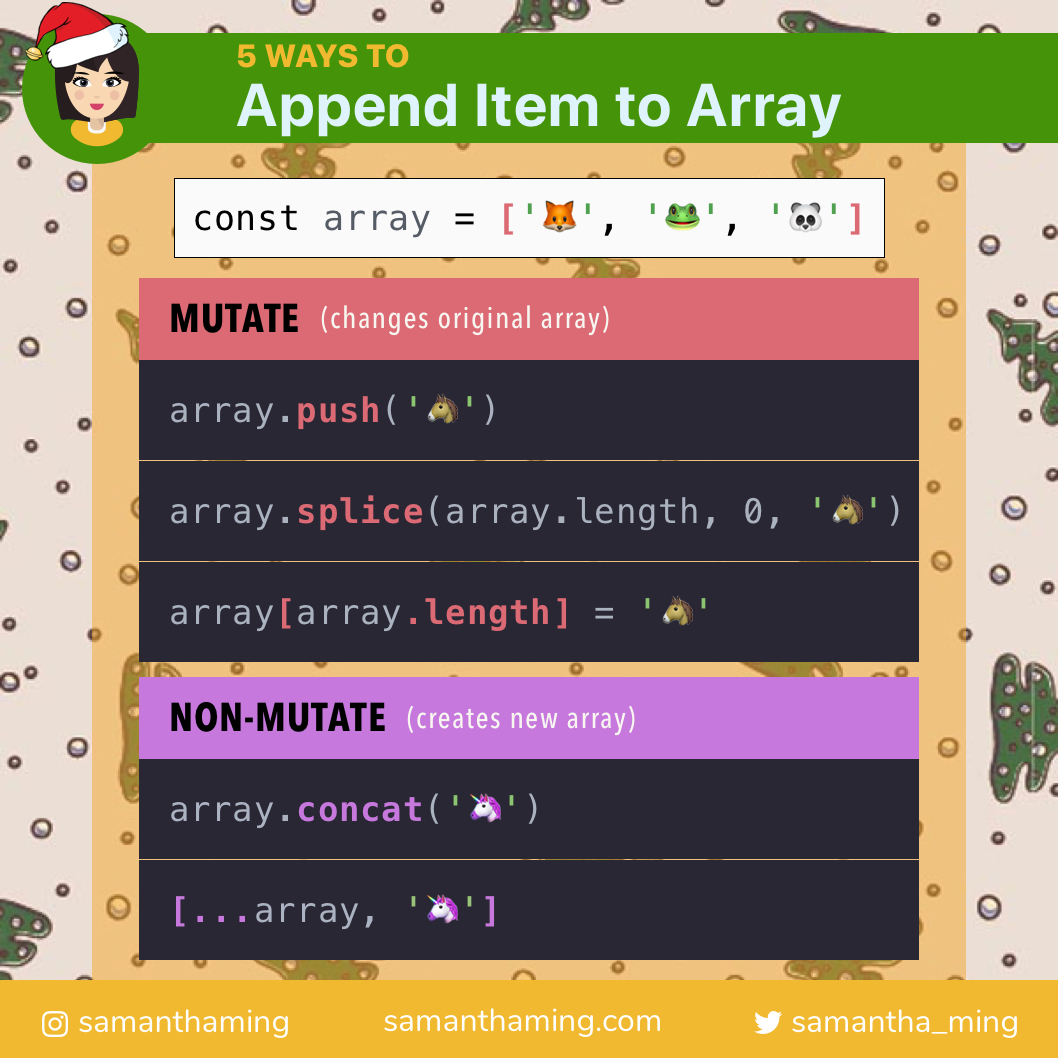 5 WAYS TO
Append Item to Array
const array = ['🦊', '🐸', '🐼']
MUTATE (changes original array)
array.push('🐴')
array.splice(array.length, 0, '🐴')
array[array.length] = '🐴'
NON-MUTATE (creates new array)
array.concat('🦄')
[...array, '🦄']
samanthaming samanthaming.com samantha_ming